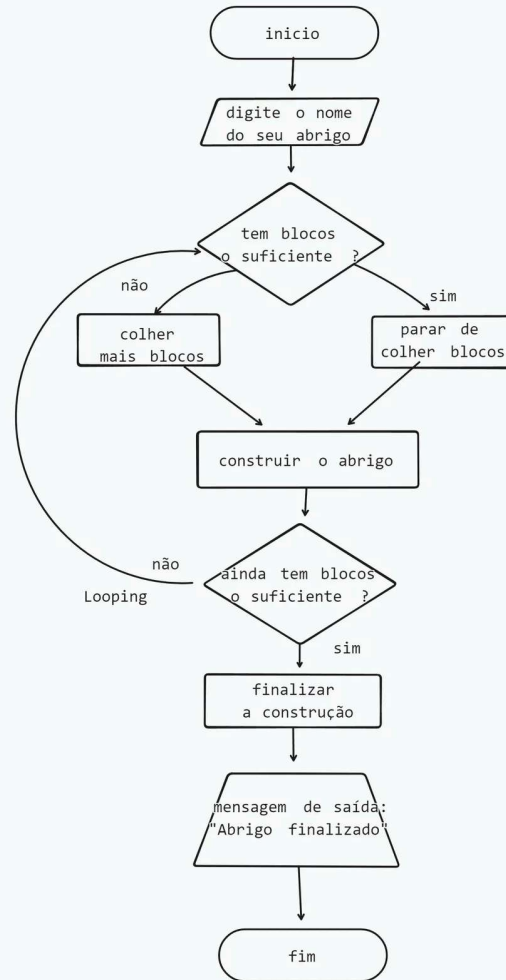 inicio
digite o nome
do seu abrigo
tem blocos
o suficiente ?
não
sim
colher
mais blocos
parar de
colher blocos
construir o abrigo
ainda tem blocos
o suficiente ?
não
Looping
sim
finalizar
a construção
mensagem de saída:
"Abrigo finalizado"
fim